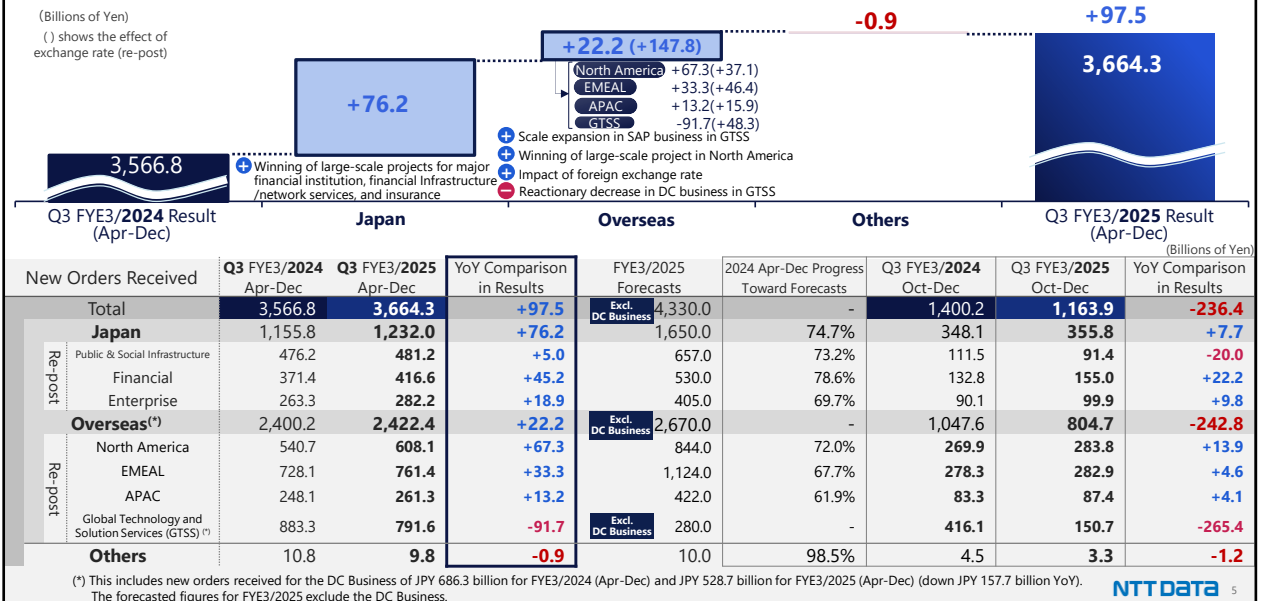 (Billions of Yen)
( ) shows the effect of
exchange rate (re-post)
3,566.8
+76.2
+22.2 (+147.8)
North America +67.3(+37.1)
EMEAL +33.3(+46.4)
APAC +13.2(+15.9)
GTSS -91.7(+48.3)
-0.9
+97.5
3,664.3
+ Winning of large-scale projects for major
financial institution, financial Infrastructure
/network services, and insurance
+ Scale expansion in SAP business in GTSS
+ Winning of large-scale project in North America
+ Impact of foreign exchange rate
− Reactionary decrease in DC business in GTSS
Q3 FYE3/2024 Result
(Apr-Dec)
Japan
Overseas
Others
Q3 FYE3/2025 Result
(Apr-Dec)
(Billions of Yen)
New Orders Received
Q3 FYE3/2024 Q3 FYE3/2025 YoY Comparison FYE3/2025 2024 Apr-Dec Progress Q3 FYE3/2024 Q3 FYE3/2025 YoY Comparison
Apr-Dec Apr-Dec in Results Forecasts Toward Forecasts Oct-Dec Oct-Dec in Results
Total 3,566.8 3,664.3 +97.5 Excl. DC Business 4,330.0 - 1,400.2 1,163.9 -236.4
Japan 1,155.8 1,232.0 +76.2 1,650.0 74.7% 348.1 355.8 +7.7
Re-post
Public & Social Infrastructure 476.2 481.2 +5.0 657.0 73.2% 111.5 91.4 -20.0
Financial 371.4 416.6 +45.2 530.0 78.6% 132.8 155.0 +22.2
Enterprise 263.3 282.2 +18.9 405.0 69.7% 90.1 99.9 +9.8
Overseas(*) 2,400.2 2,422.4 +22.2 Excl. DC Business 2,670.0 - 1,047.6 804.7 -242.8
Re-post
North America 540.7 608.1 +67.3 844.0 72.0% 269.9 283.8 +13.9
EMEAL 728.1 761.4 +33.3 1,124.0 67.7% 278.3 282.9 +4.6
APAC 248.1 261.3 +13.2 422.0 61.9% 83.3 87.4 +4.1
Global Technology and
Solution Services (GTSS) (*) 883.3 791.6 -91.7 Excl. DC Business 280.0 - 416.1 150.7 -265.4
Others 10.8 9.8 -0.9 10.0 98.5% 4.5 3.3 -1.2
(*) This includes new orders received for the DC Business of JPY 686.3 billion for FYE3/2024 (Apr-Dec) and JPY 528.7 billion for FYE3/2025 (Apr-Dec) (down JPY 157.7 billion YoY).
The forecasted figures for FYE3/2025 exclude the DC Business.
NTT DATA 5